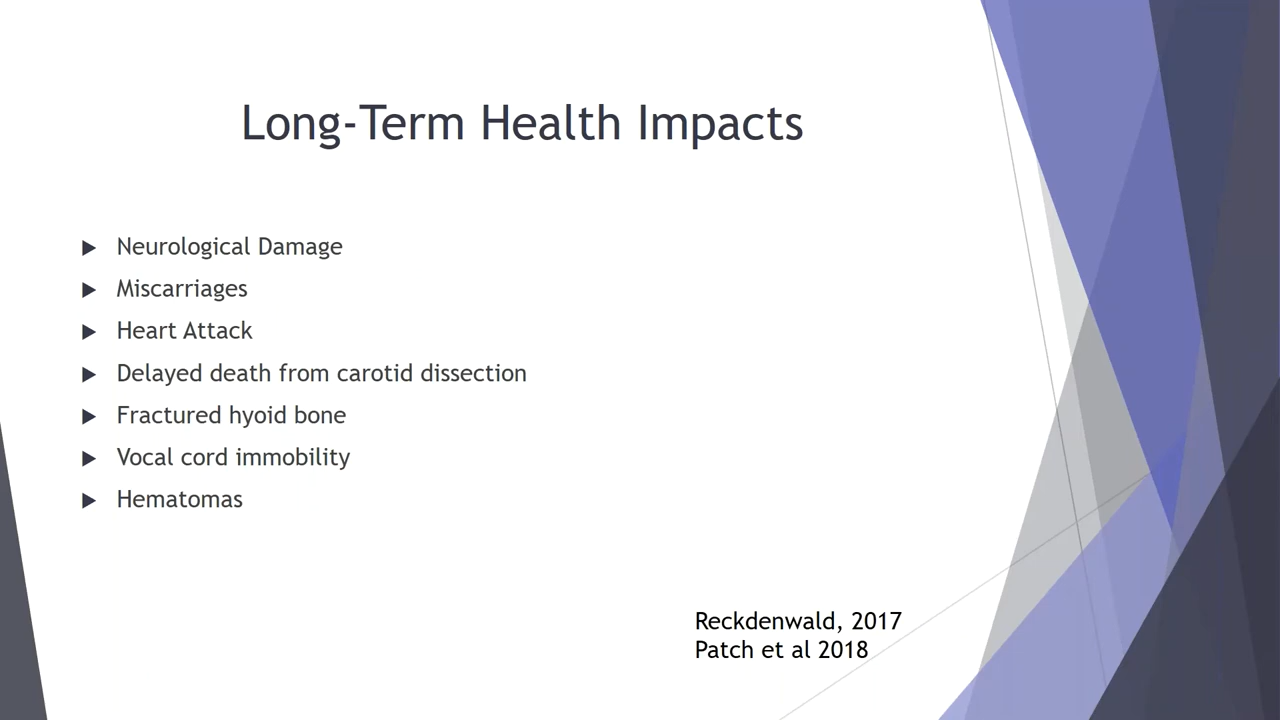 Long-Term Health Impacts
Neurological Damage
Miscarriages
Heart Attack
Delayed death from carotid dissection
Fractured hyoid bone
Vocal cord immobility
Hematomas
Reckdenwald, 2017
Patch et al 2018